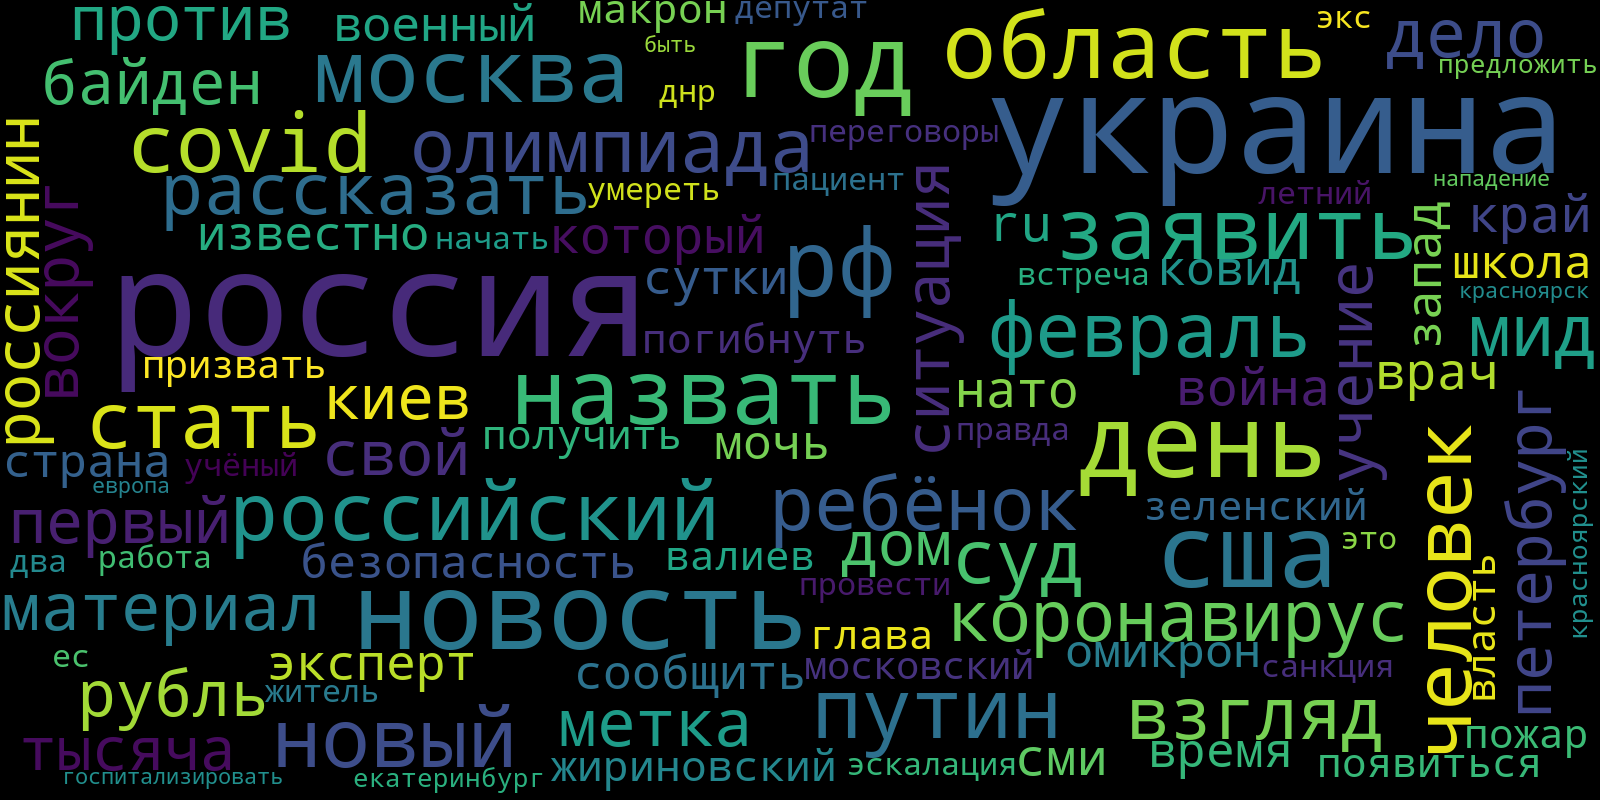 против
военный
макрон
депутат
экс
дело
быть
год
область
предложить
байден
москва
днр
украина
россиянин
covid
олимпиада
переговоры
рассказать
умереть
пациент
ситуация
летний
нападение
вокруг
известно
начать
который
рф
ru
заявить
запад
край
россия
сутки
встреча
ковид
школа
красноярск
погибнуть
февраль
учение
мид
призвать
киев
назвать
нато
война
врач
стать
свой
получить
мочь
правда
день
петербург
страна
учёный
европа
человек
красноярский
первый
российский
ребёнок
зеленский
два
работа
безопасность
валиев
дом
суд
сша
это
власть
материал
новость
провести
глава
коронавирус
ес
эксперт
сообщить
московский
омикрон
санкция
рубль
житель
новый
метка
путин
взгляд
тысяча
время
пожар
госпитализировать
екатеринбург
жириновский
эскалация
сми
появиться